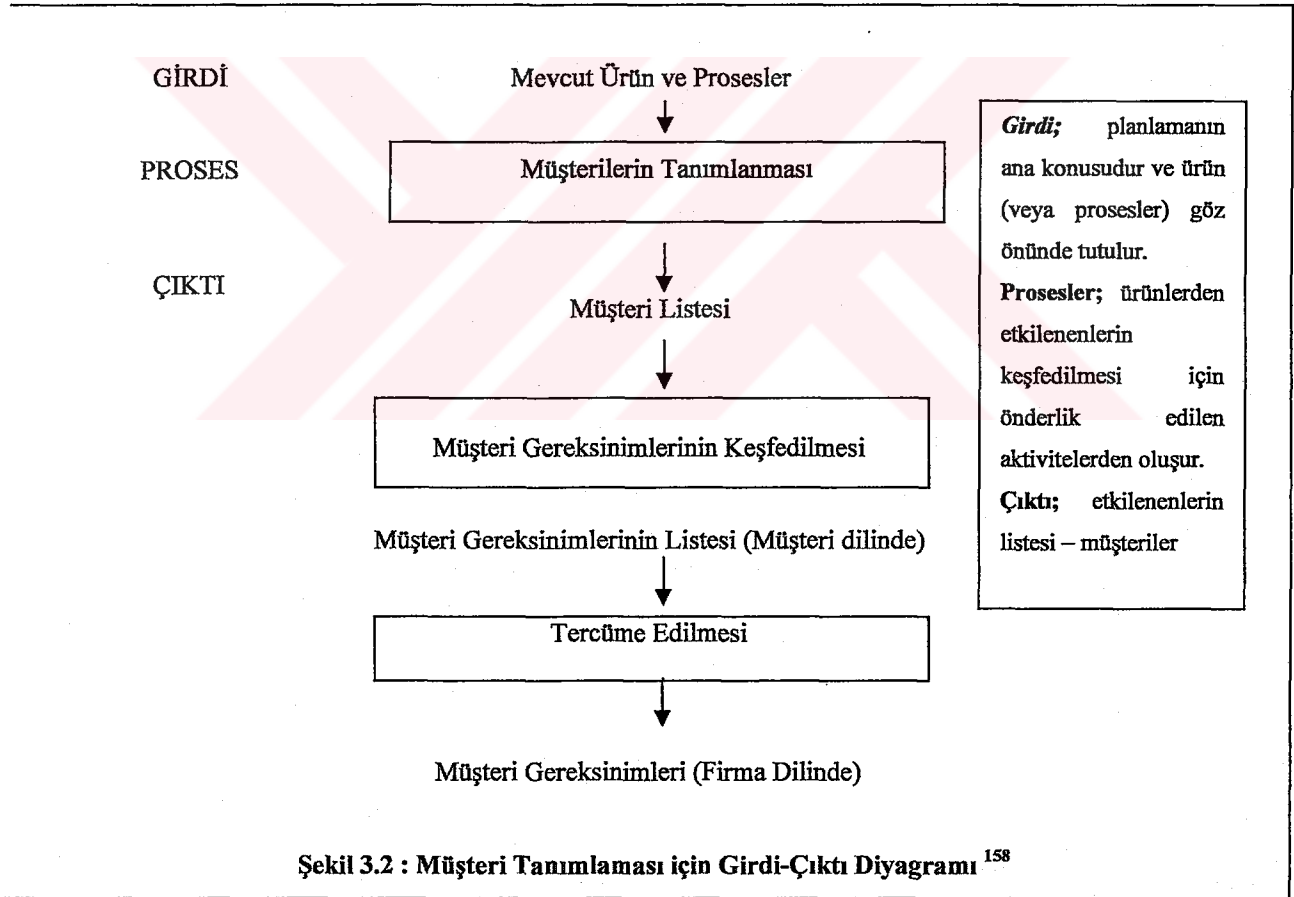 GİRDİ
Mevcut Ürün ve Prosesler
PROSES
Müşterilerin Tanımlanması
ÇIKTI
Müşteri Listesi
Müşteri Gereksinimlerinin Keşfedilmesi
Müşteri Gereksinimlerinin Listesi (Müşteri dilinde)
Tercüme Edilmesi
Müşteri Gereksinimleri (Firma Dilinde)
Girdi; planlamanın
ana konusudur ve ürün
(veya prosesler) göz
önünde tutulur.
Prosesler; ürünlerden
etkilenenlerin
keşfedilmesi için
önderlik edilen
aktivitelerden oluşur.
Çıktı; etkilenenlerin
listesi – müşteriler
Şekil 3.2 : Müşteri Tanımlaması için Girdi-Çıktı Diyagramı 158